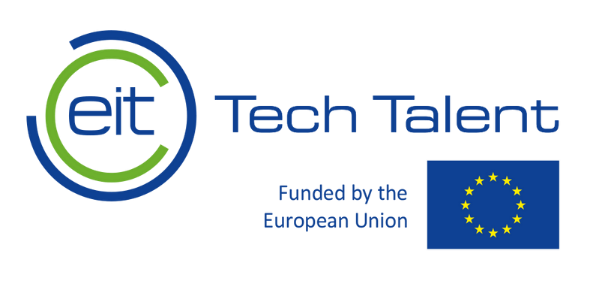 eit Tech Talent
Funded by the
European Union